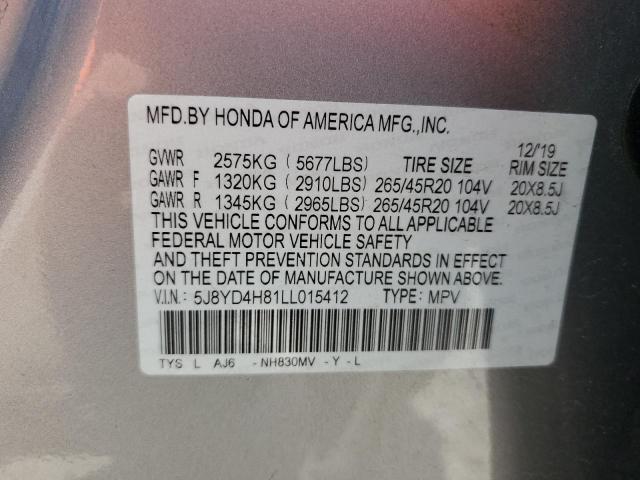 MFD.BY HONDA OF AMERICA MFG.,INC.
12/'19
GVWR 2575KG (5677LBS) TIRE SIZE RIM SIZE
GAWR F 1320KG (2910LBS) 265/45R20 104V 20X8.5J
GAWR R 1345KG (2965LBS) 265/45R20 104V 20X8.5J
THIS VEHICLE CONFORMS TO ALL APPLICABLE
FEDERAL MOTOR VEHICLE SAFETY
AND THEFT PREVENTION STANDARDS IN EFFECT
ON THE DATE OF MANUFACTURE SHOWN ABOVE.
V.I.N.: 5J8YD4H81LL015412 TYPE: MPV
TYS L AJ6 -NH830MV -Y-L